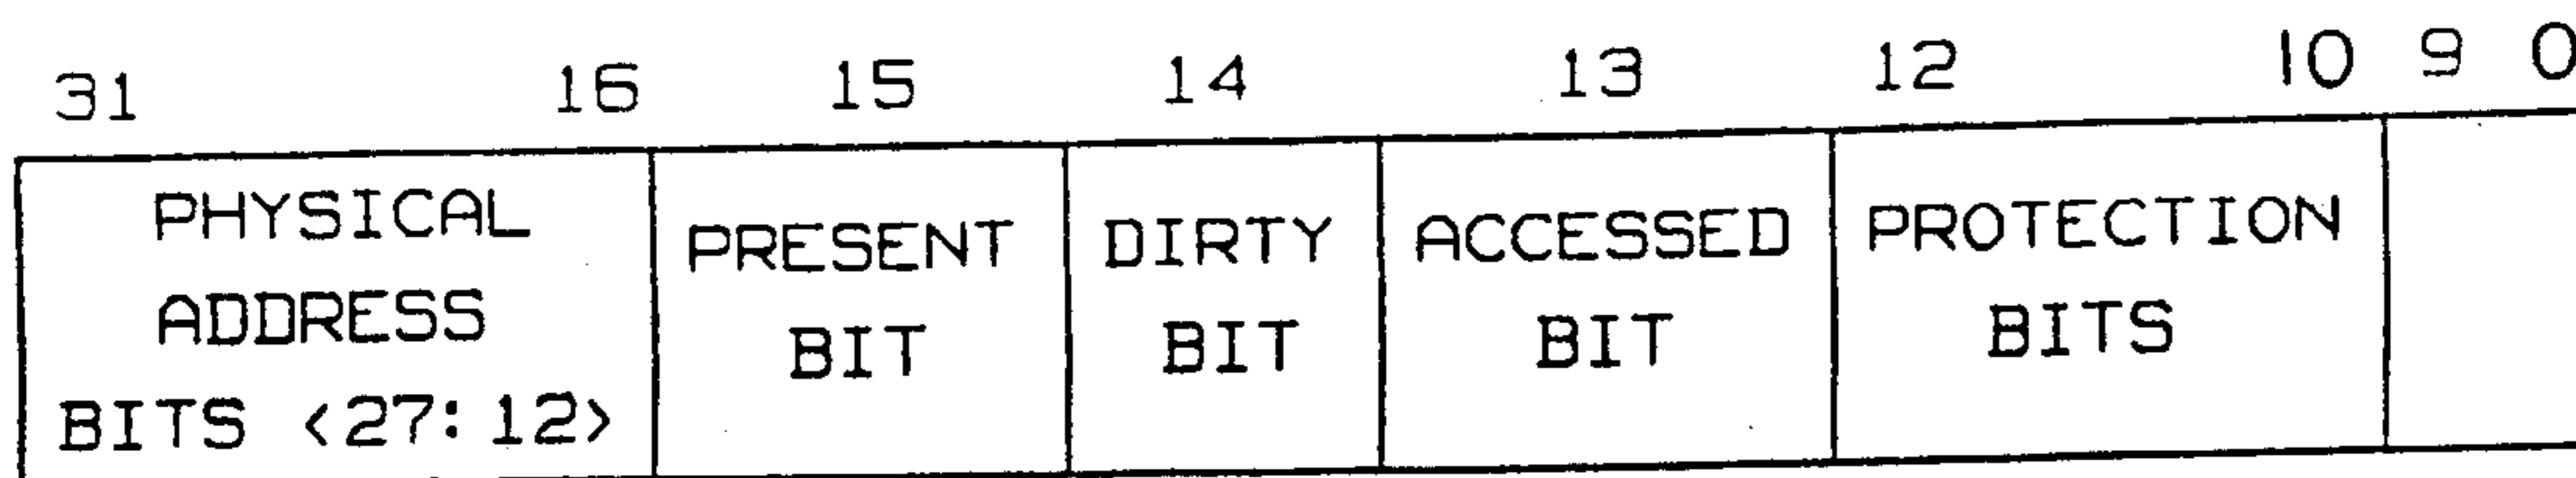 31 16 15 14 13 12 10 9 0
PHYSICAL
ADDRESS
BITS <27:12>
PRESENT
BIT
DIRTY
BIT
ACCESSED
BIT
PROTECTION
BITS